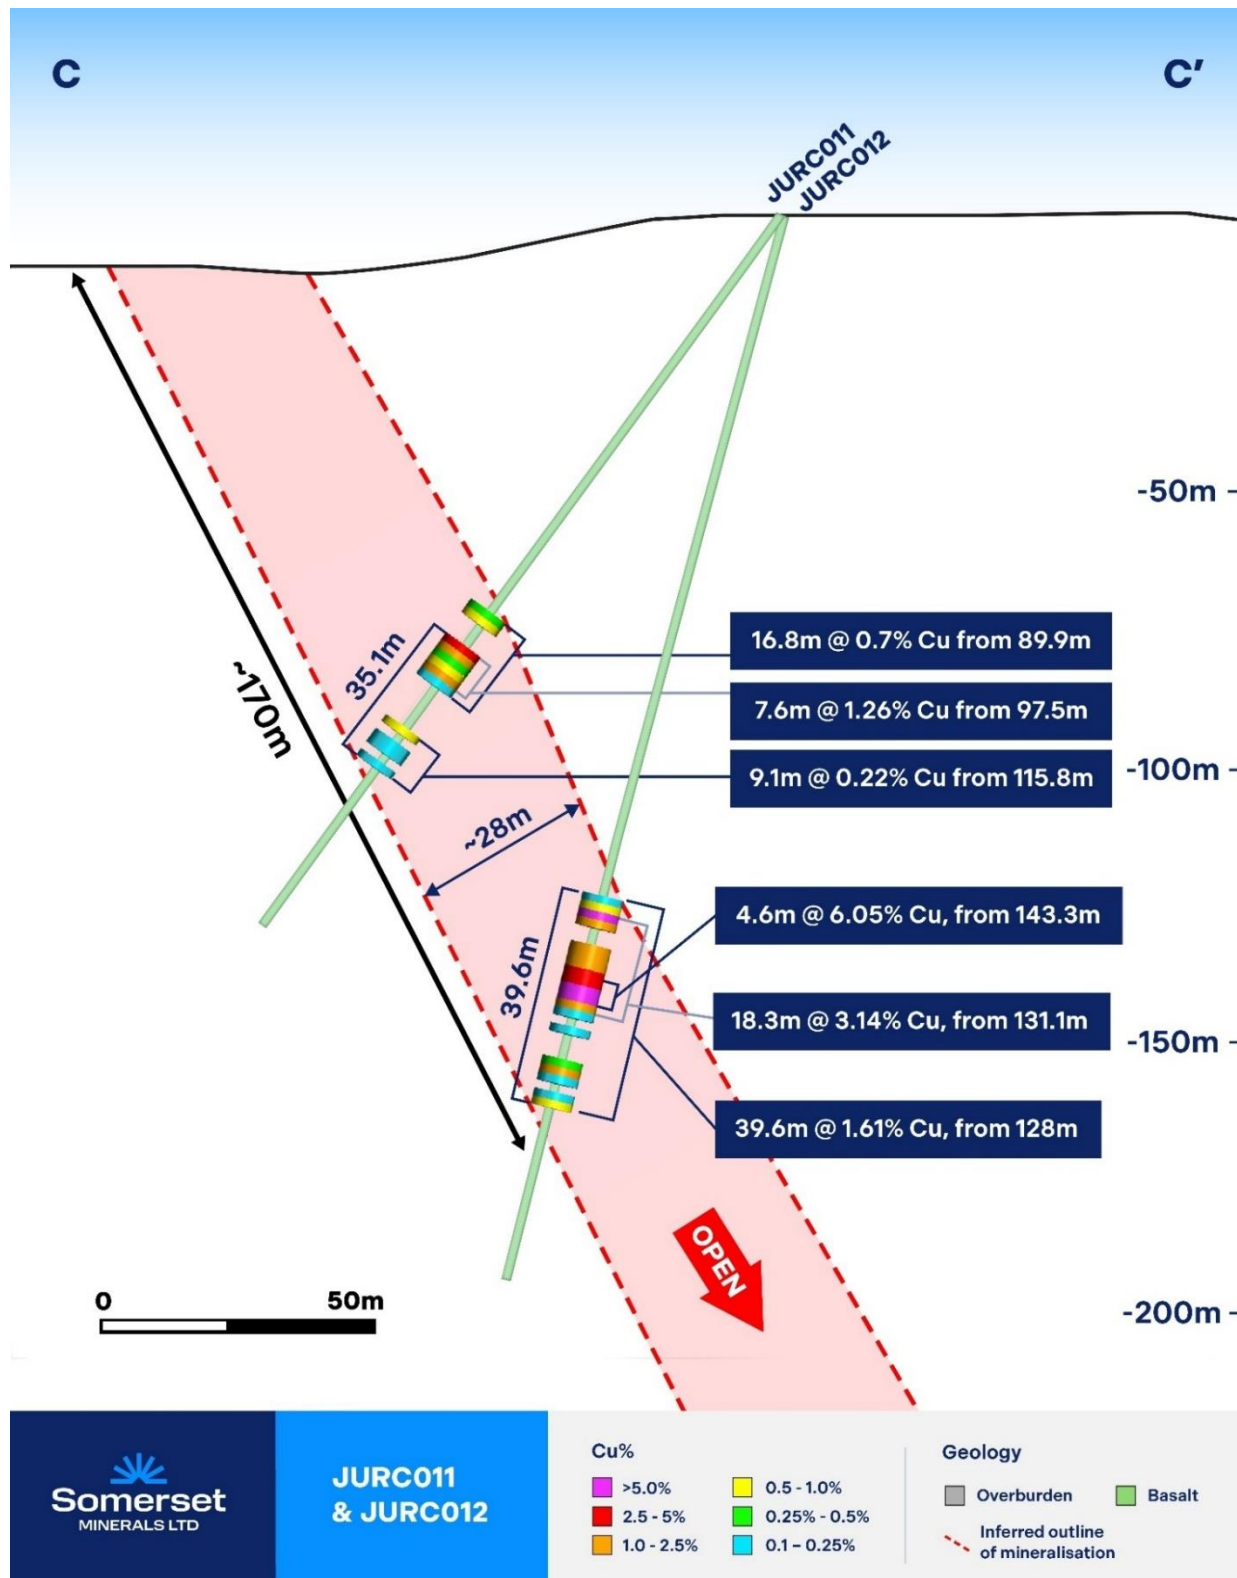 C
C'
JURC011
JURC012
-50m
16.8m @ 0.7% Cu from 89.9m
35.1m
7.6m @ 1.26% Cu from 97.5m
~170m
9.1m @ 0.22% Cu from 115.8m
-100m
~28m
4.6m @ 6.05% Cu, from 143.3m
39.6m
18.3m @ 3.14% Cu, from 131.1m
-150m
39.6m @ 1.61% Cu, from 128m
OPEN
0
50m
-200m
Somerset
MINERALS LTD
JURC011
& JURC012
Cu%
>5.0%
0.5 - 1.0%
2.5 - 5%
0.25% - 0.5%
1.0 - 2.5%
0.1 – 0.25%
Geology
Overburden
Basalt
Inferred outline
of mineralisation